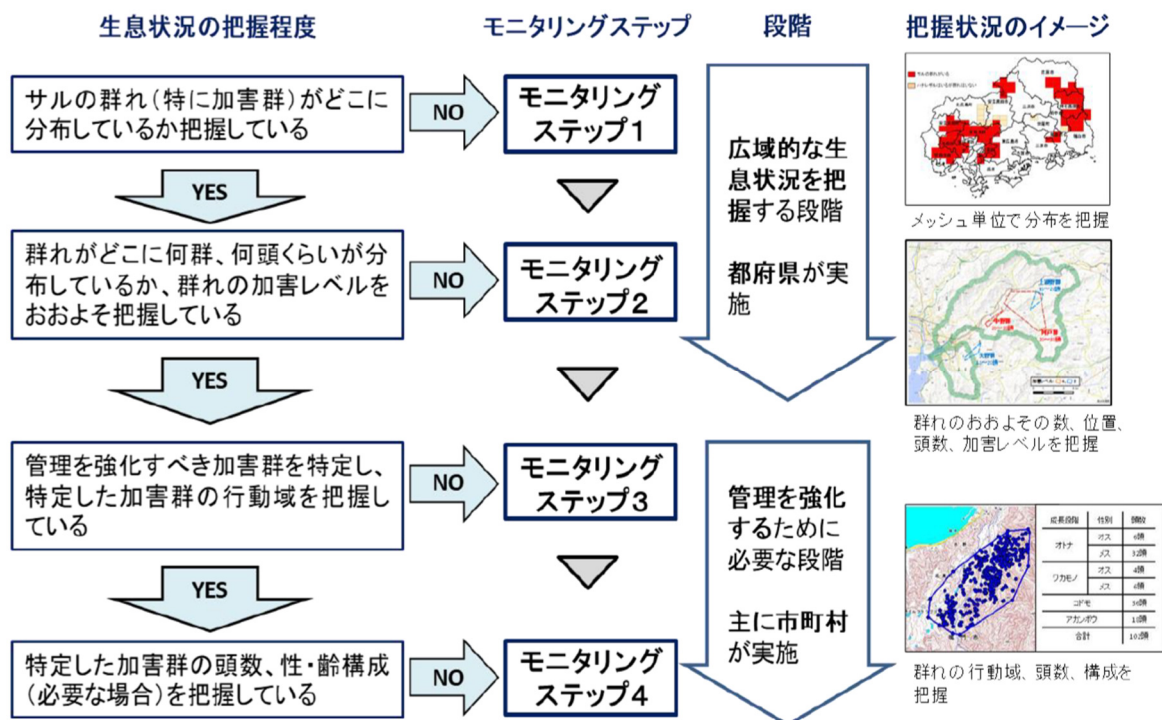 生息状況の把握程度
モニタリングステップ
段階
把握状況のイメージ
サルの群れ(特に加害群)がどこに
分布しているか把握している
NO
モニタリング
ステップ1
YES
群れがどこに何群、何頭くらいが分
布しているか、群れの加害レベルを
おおよそ把握している
NO
モニタリング
ステップ2
YES
管理を強化すべき加害群を特定し、
特定した加害群の行動域を把握し
ている
NO
モニタリング
ステップ3
YES
特定した加害群の頭数、性・齢構成
(必要な場合)を把握している
NO
モニタリング
ステップ4
広域的な生
息状況を把
握する段階
都府県が実
施
管理を強化
するために
必要な段階
主に市町村
が実施
メッシュ単位で分布を把握
群れのおおよその数、位置、
頭数、加害レベルを把握
成長段階 性別 頭数
オトナ オス
メス 32頭
ワカモノ オス 4頭
メス
コドモ
アカンボウ
合計
群れの行動域、頭数、構成を
把握